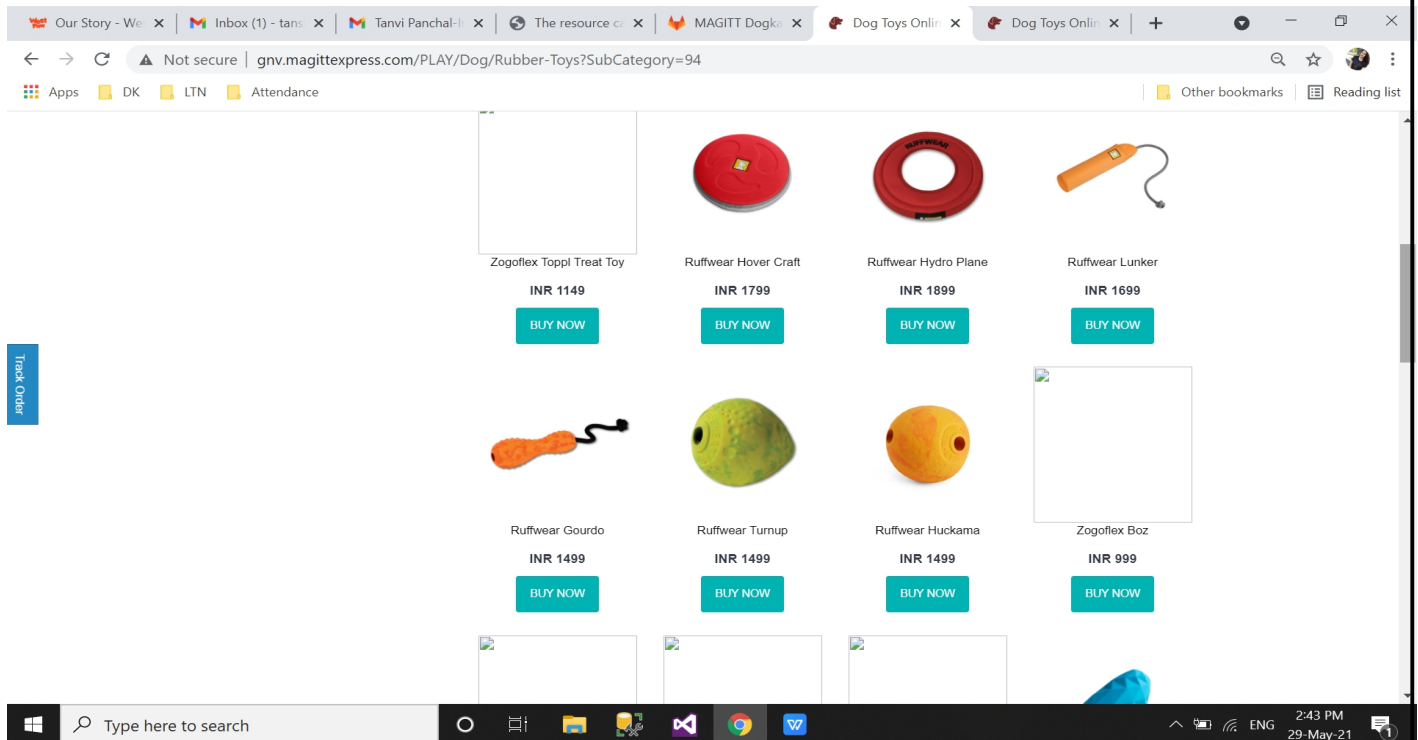 Our Story - We
Inbox (1) - tans
Tanvi Panchal-I
The resource ca
MAGITT Dogka
Dog Toys Onlin
Dog Toys Onlin
Not secure
gnv.magittexpress.com/PLAY/Dog/Rubber-Toys?SubCategory=94
Apps
DK
LTN
Attendance
Other bookmarks
Reading list
RUFFWEAR
Zogoflex Toppl Treat Toy
Ruffwear Hover Craft
Ruffwear Hydro Plane
Ruffwear Lunker
INR 1149
INR 1799
INR 1899
INR 1699
BUY NOW
BUY NOW
BUY NOW
BUY NOW
Track Order
Ruffwear Gourdo
Ruffwear Turnup
Ruffwear Huckama
Zogoflex Boz
INR 1499
INR 1499
INR 1499
INR 999
BUY NOW
BUY NOW
BUY NOW
BUY NOW
Type here to search
ENG
2:43 PM
29-May-21
1